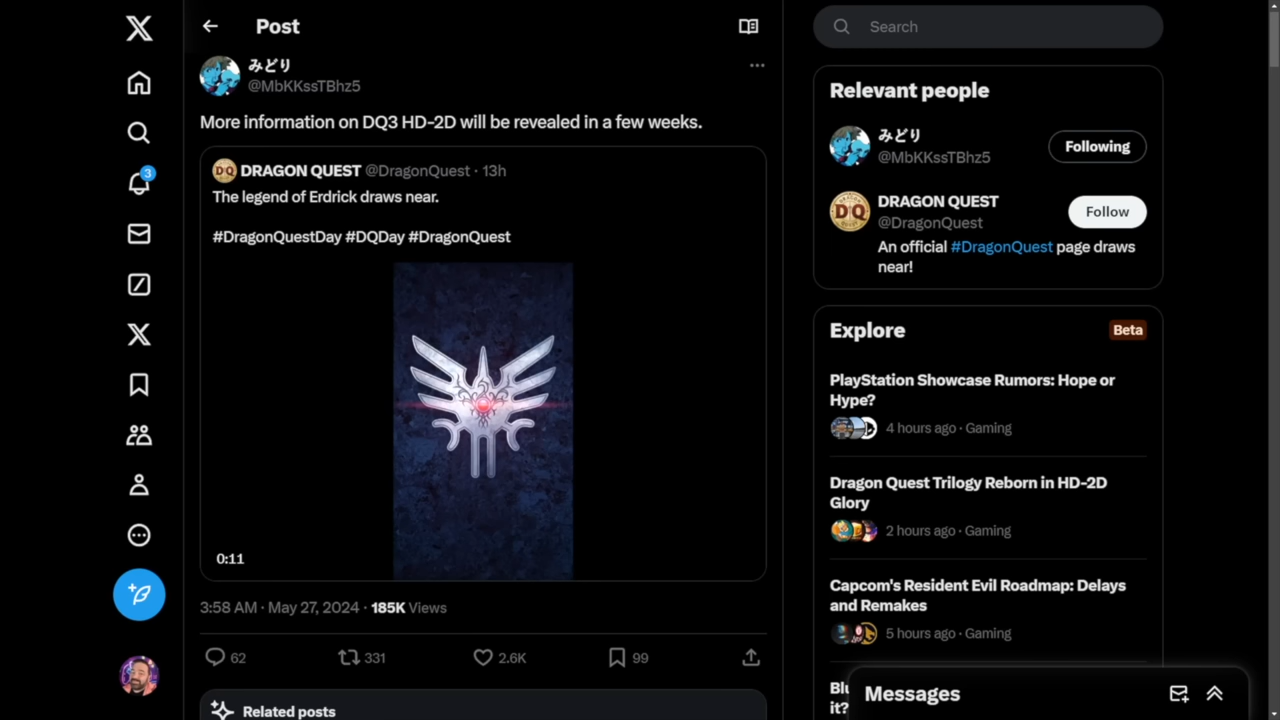 Post
みどり
@MbKKssTBhz5
More information on DQ3 HD-2D will be revealed in a few weeks.
DQ
DRAGON QUEST @DragonQuest · 13h
The legend of Erdrick draws near.
#DragonQuestDay #DQDay #DragonQuest
0:11
3:58 AM · May 27, 2024 · 185K Views
62
331
2.6K
99
Related posts
3
Search
Relevant people
みどり
@MbKKssTBhz5
Following
DQ
DRAGON QUEST
@DragonQuest
Follow
An official #DragonQuest page draws
near!
Explore
Beta
PlayStation Showcase Rumors: Hope or
Hype?
4 hours ago · Gaming
Dragon Quest Trilogy Reborn in HD-2D
Glory
2 hours ago · Gaming
Capcom's Resident Evil Roadmap: Delays
and Remakes
5 hours ago · Gaming
it?
Messages